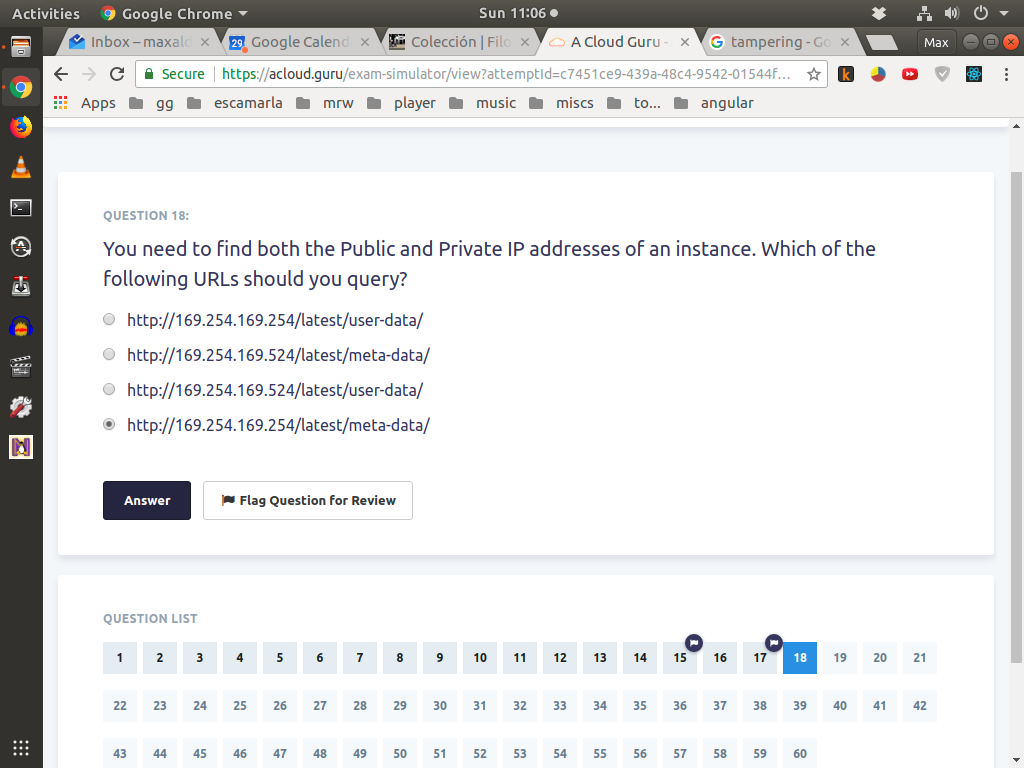 Activities Google Chrome Sun 11:06
Inbox – maxald Google Calend Colección | Filo A Cloud Guru - tampering - Go Max
Secure https://acloud.guru/exam-simulator/view?attemptId=c7451ce9-439a-48c4-9542-01544f...
Apps gg escamarla mrw player music miscs to... angular
QUESTION 18:
You need to find both the Public and Private IP addresses of an instance. Which of the
following URLs should you query?
http://169.254.169.254/latest/user-data/
http://169.254.169.524/latest/meta-data/
http://169.254.169.524/latest/user-data/
http://169.254.169.254/latest/meta-data/
Answer Flag Question for Review
QUESTION LIST
1 2 3 4 5 6 7 8 9 10 11 12 13 14 15 16 17 18 19 20 21
22 23 24 25 26 27 28 29 30 31 32 33 34 35 36 37 38 39 40 41 42
43 44 45 46 47 48 49 50 51 52 53 54 55 56 57 58 59 60